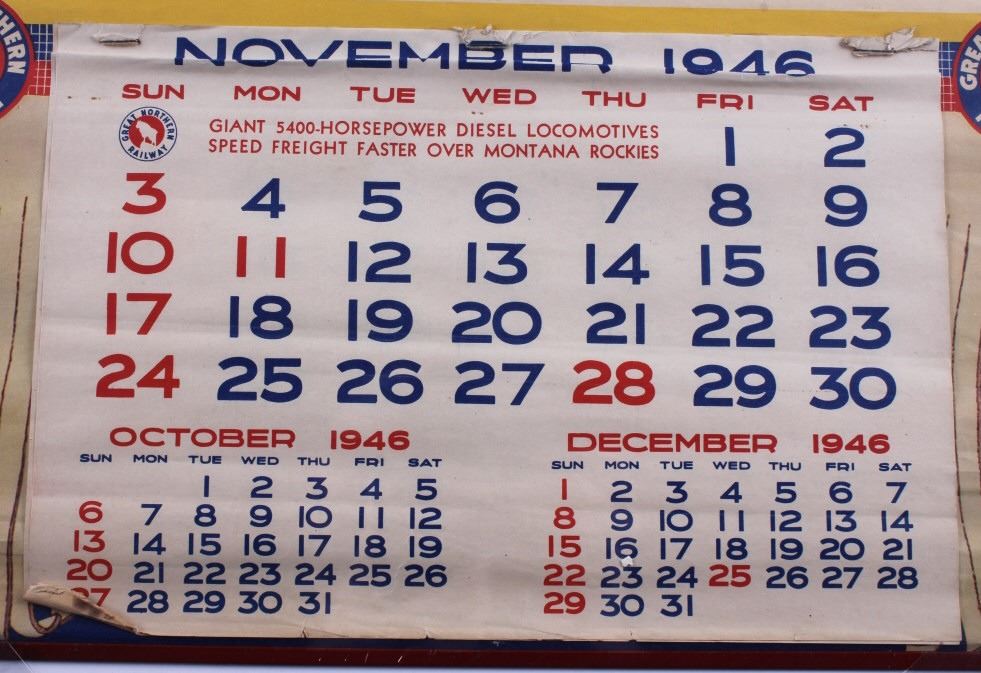 NOVEMBER 1946
SUN MON TUE WED THU FRI SAT
GREAT NORTHERN RAILWAY
GIANT 5400-HORSEPOWER DIESEL LOCOMOTIVES
SPEED FREIGHT FASTER OVER MONTANA ROCKIES
1 2
3 4 5 6 7 8 9
10 11 12 13 14 15 16
17 18 19 20 21 22 23
24 25 26 27 28 29 30
OCTOBER 1946
SUN MON TUE WED THU FRI SAT
1 2 3 4 5
6 7 8 9 10 11 12
13 14 15 16 17 18 19
20 21 22 23 24 25 26
27 28 29 30 31
DECEMBER 1946
SUN MON TUE WED THU FRI SAT
1 2 3 4 5 6 7
8 9 10 11 12 13 14
15 16 17 18 19 20 21
22 23 24 25 26 27 28
29 30 31